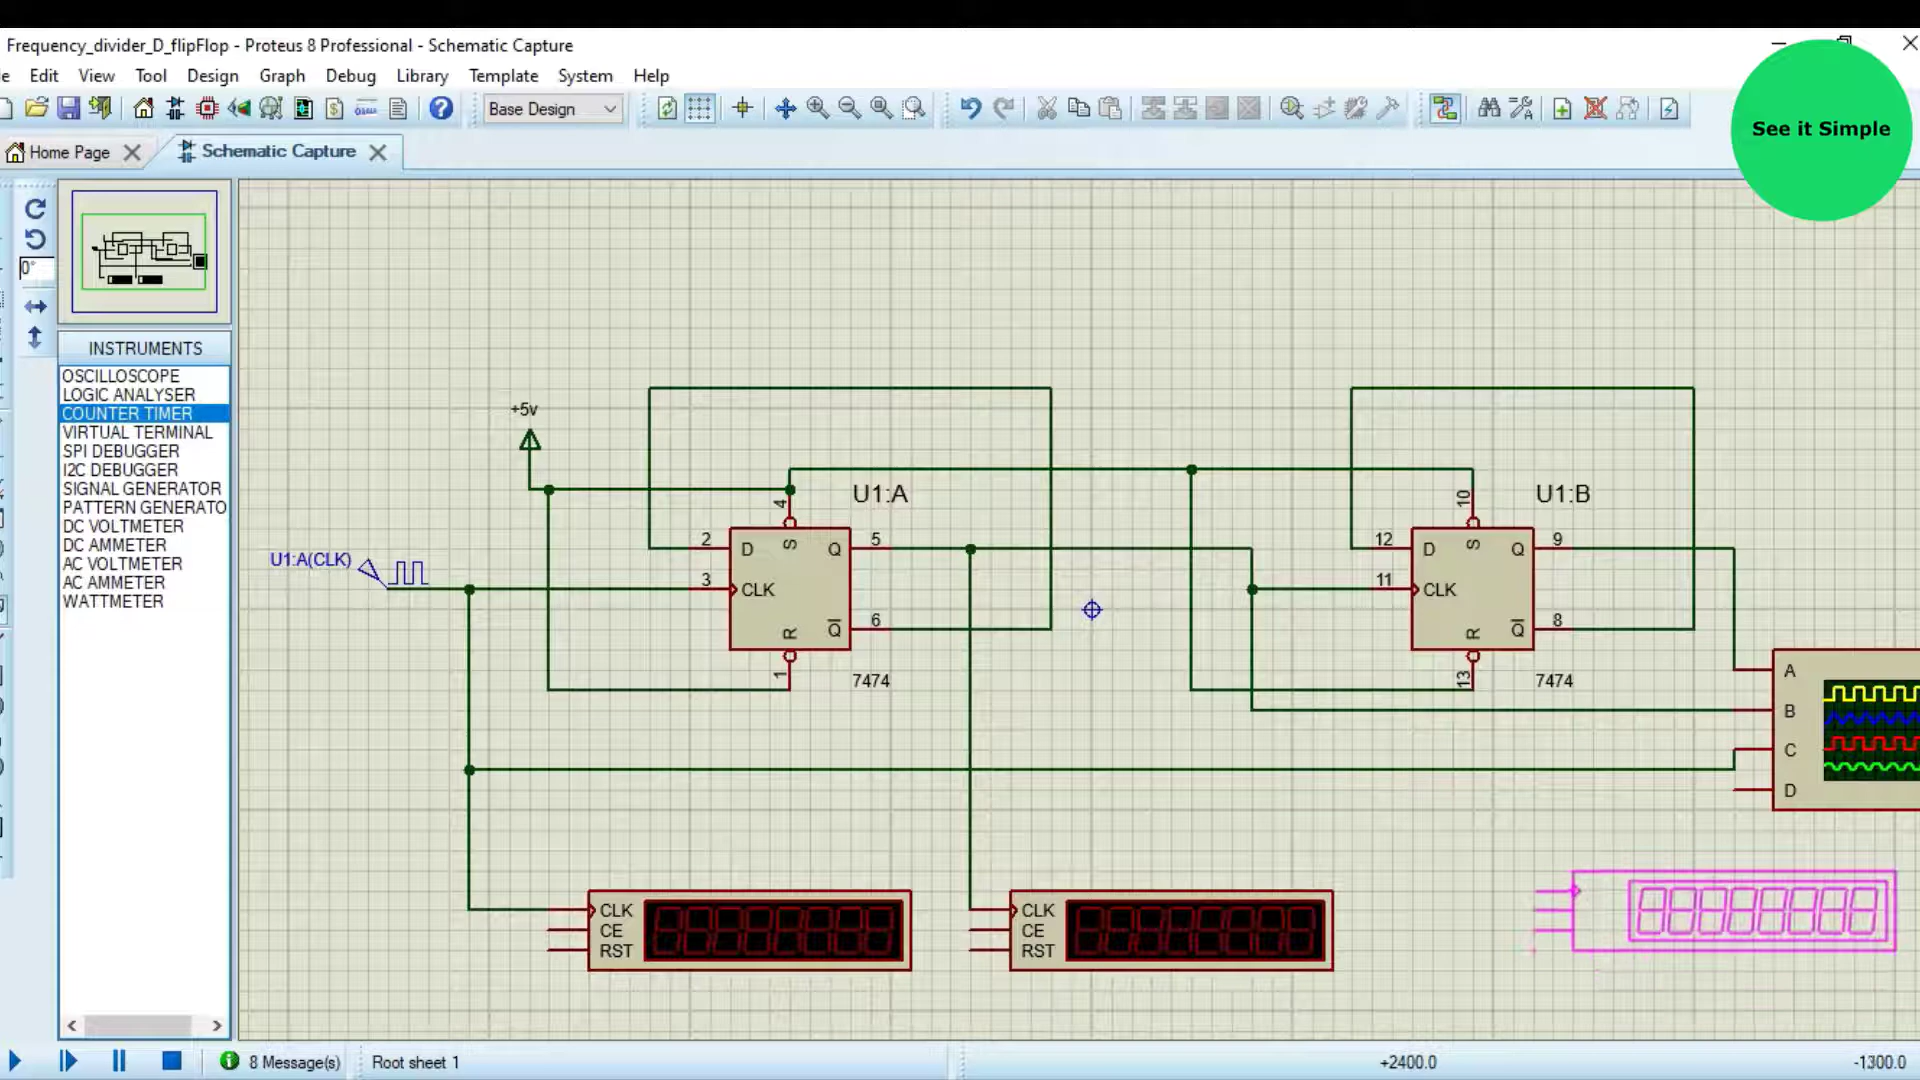 Frequency_divider_D_flipFlop - Proteus 8 Professional - Schematic Capture
Edit View Tool Design Graph Debug Library Template System Help
Base Design
See it Simple
Home Page
Schematic Capture
0°
INSTRUMENTS
OSCILLOSCOPE
LOGIC ANALYSER
COUNTER TIMER
VIRTUAL TERMINAL
SPI DEBUGGER
I2C DEBUGGER
SIGNAL GENERATOR
PATTERN GENERATO
DC VOLTMETER
DC AMMETER
AC VOLTMETER
AC AMMETER
WATTMETER
+5v
U1:A(CLK)
U1:A
4
2 D S Q 5
3 CLK
R Q 6
1
7474
U1:B
10
12 D S Q 9
11 CLK
R Q 8
13
7474
A
B
C
D
CLK
CE
RST
CLK
CE
RST
8 Message(s)
Root sheet 1
+2400.0
-1300.0